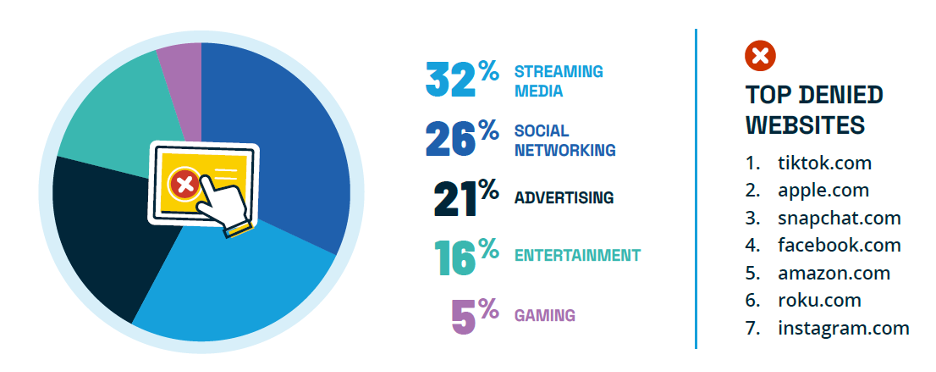 32% STREAMING
MEDIA
26% SOCIAL
NETWORKING
21% ADVERTISING
16% ENTERTAINMENT
5% GAMING
TOP DENIED
WEBSITES
1. tiktok.com
2. apple.com
3. snapchat.com
4. facebook.com
5. amazon.com
6. roku.com
7. instagram.com